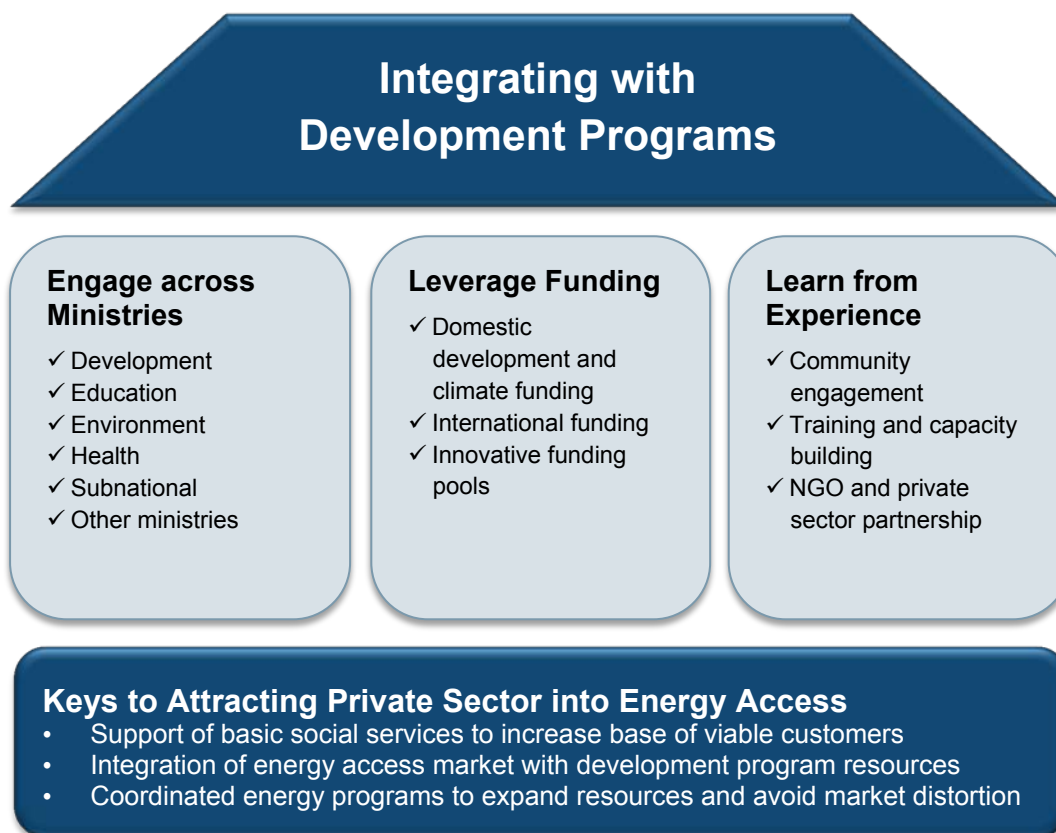 Integrating with
Development Programs
Engage across
Ministries
✓ Development
✓ Education
✓ Environment
✓ Health
✓ Subnational
✓ Other ministries
Leverage Funding
✓ Domestic
development and
climate funding
✓ International funding
✓ Innovative funding
pools
Learn from
Experience
✓ Community
engagement
✓ Training and capacity
building
✓ NGO and private
sector partnership
Keys to Attracting Private Sector into Energy Access
• Support of basic social services to increase base of viable customers
• Integration of energy access market with development program resources
• Coordinated energy programs to expand resources and avoid market distortion